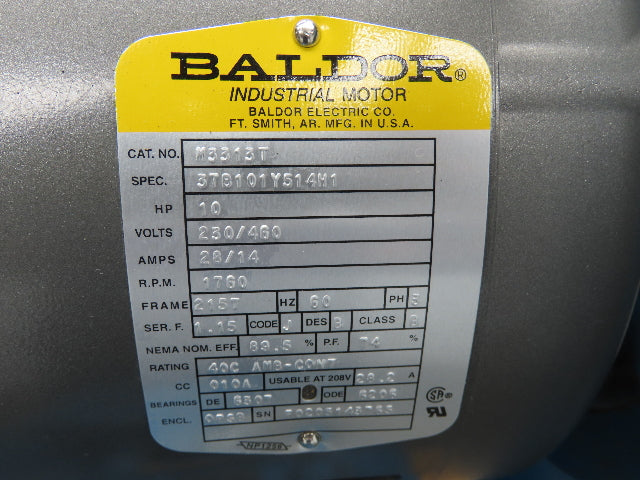 BALDOR®
INDUSTRIAL MOTOR
BALDOR ELECTRIC CO.
FT. SMITH, AR. MFG. IN U.S.A.
CAT. NO. M3313T
SPEC. 37B101Y514H1
HP 10
VOLTS 230/460
AMPS 28/14
R.P.M. 1760
FRAME 215T HZ 60 PH 3
SER. F. 1.15 CODE J DES B CLASS B
NEMA NOM. EFF. 89.5 % P.F. 74 %
RATING 40C AMB-CONT
CC 010A USABLE AT 208V 28.2 A
BEARINGS DE 6307 ODE 6206
ENCL. SN
NP1256